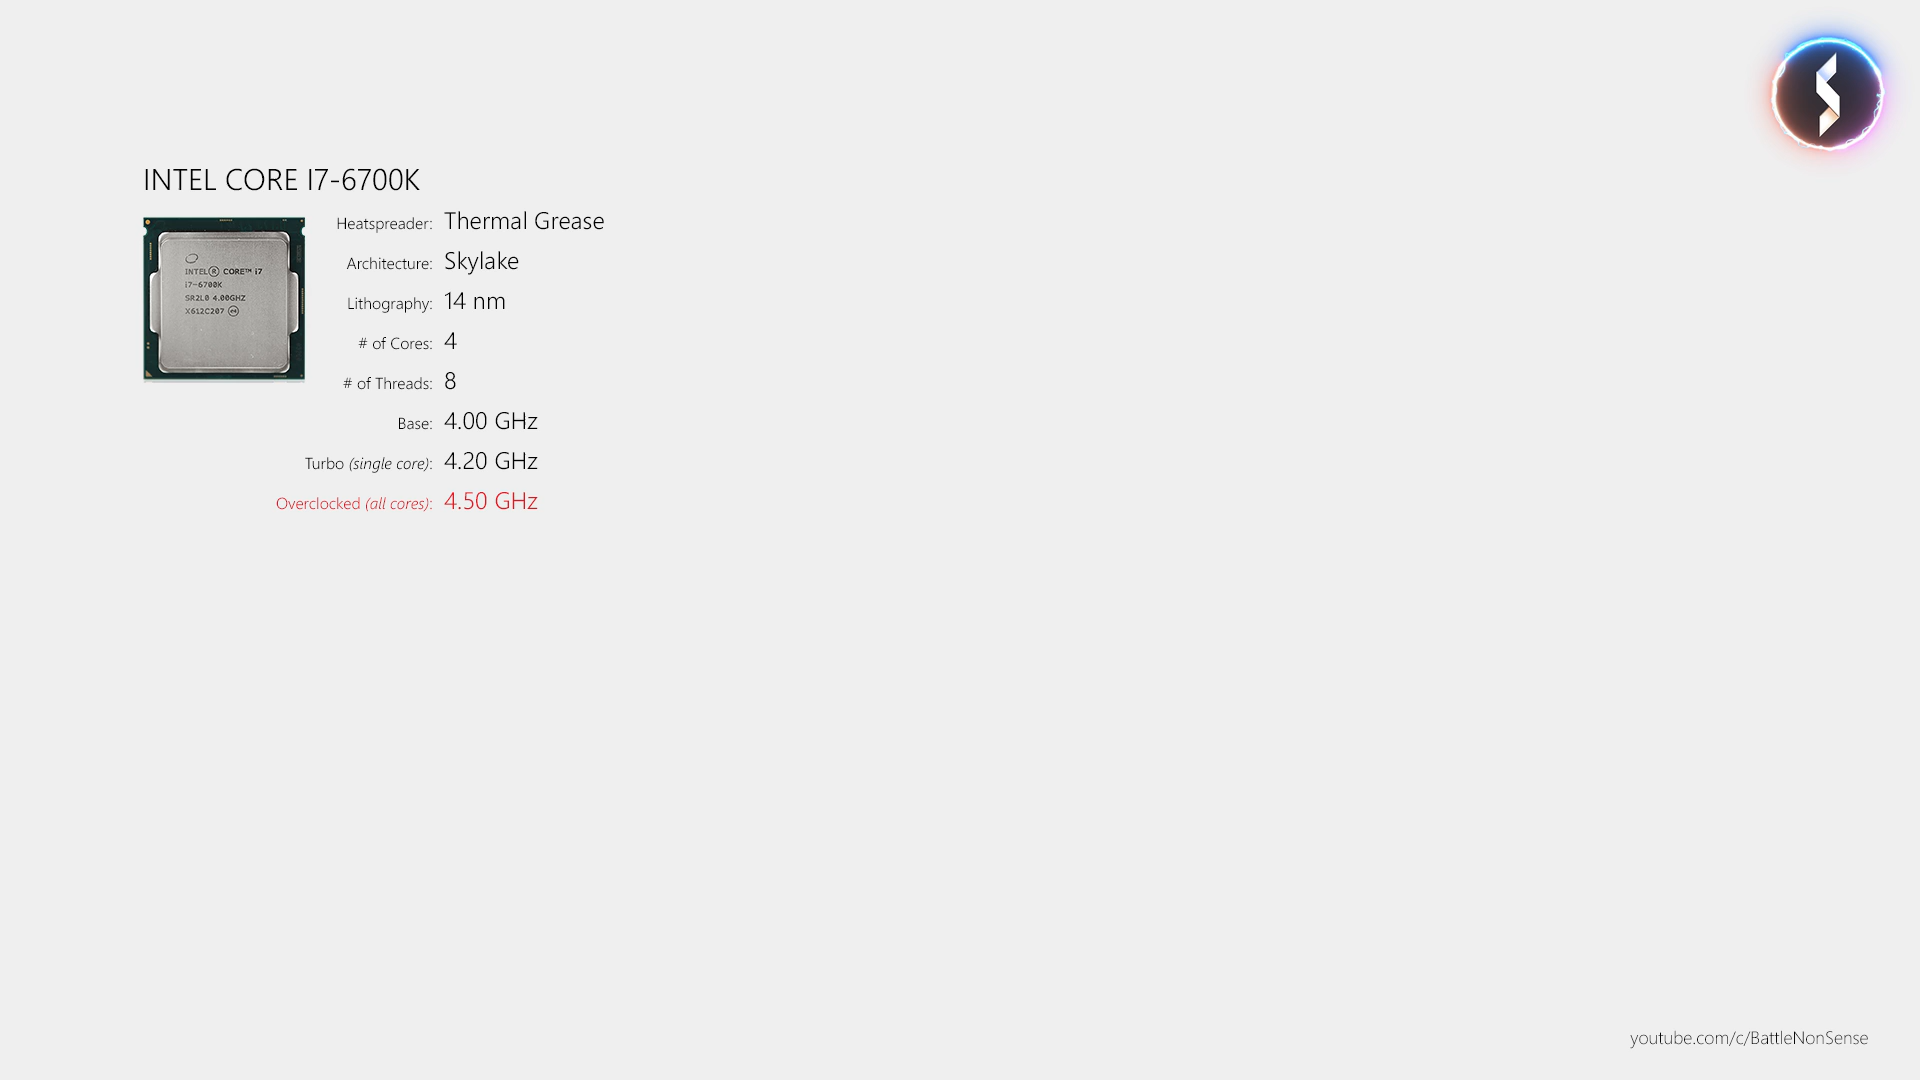 INTEL CORE I7-6700K
Heatspreader: Thermal Grease
INTEL® CORE™ i7
i7-6700K
SR2L0 4.00GHZ
X612C207 e4
Architecture: Skylake
Lithography: 14 nm
# of Cores: 4
# of Threads: 8
Base: 4.00 GHz
Turbo (single core): 4.20 GHz
Overclocked (all cores): 4.50 GHz
youtube.com/c/BattleNonSense